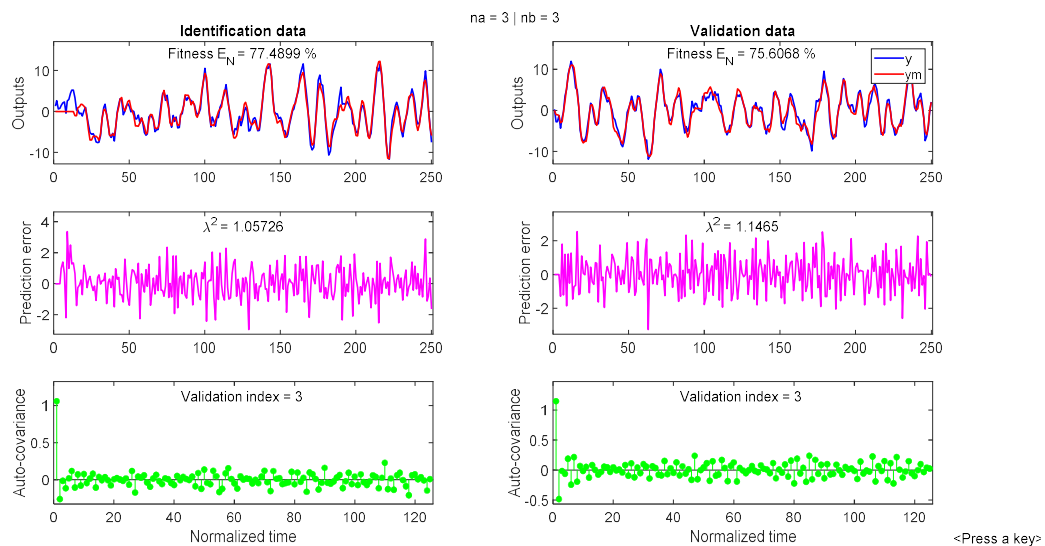 na = 3 | nb = 3
Identification data
Fitness E_N = 77.4899 %
Outputs
10
0
-10
0 50 100 150 200 250
Validation data
Fitness E_N = 75.6068 %
y
ym
Outputs
10
0
-10
0 50 100 150 200 250
λ² = 1.05726
Prediction error
4
2
0
-2
0 50 100 150 200 250
λ² = 1.1465
Prediction error
2
0
-2
0 50 100 150 200 250
Validation index = 3
Auto-covariance
1
0.5
0
0 20 40 60 80 100 120
Normalized time
Validation index = 3
Auto-covariance
1
0.5
0
-0.5
0 20 40 60 80 100 120
Normalized time
<Press a key>